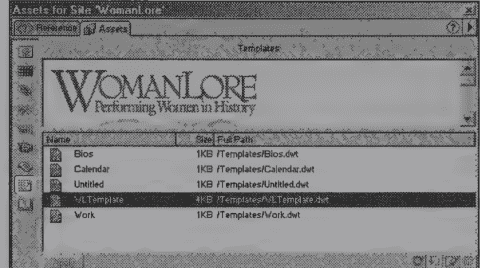 Assets for Site 'WomanLore'
Reference Assets
Templates
WOMANLORE
Performing Women in History
Name Size Full Path
Bios 1KB /Templates/Bios.dwt
Calendar 1KB /Templates/Calendar.dwt
Untitled 1KB /Templates/Untitled.dwt
WLTemplate 4KB /Templates/WLTemplate.dwt
Work 1KB /Templates/Work.dwt